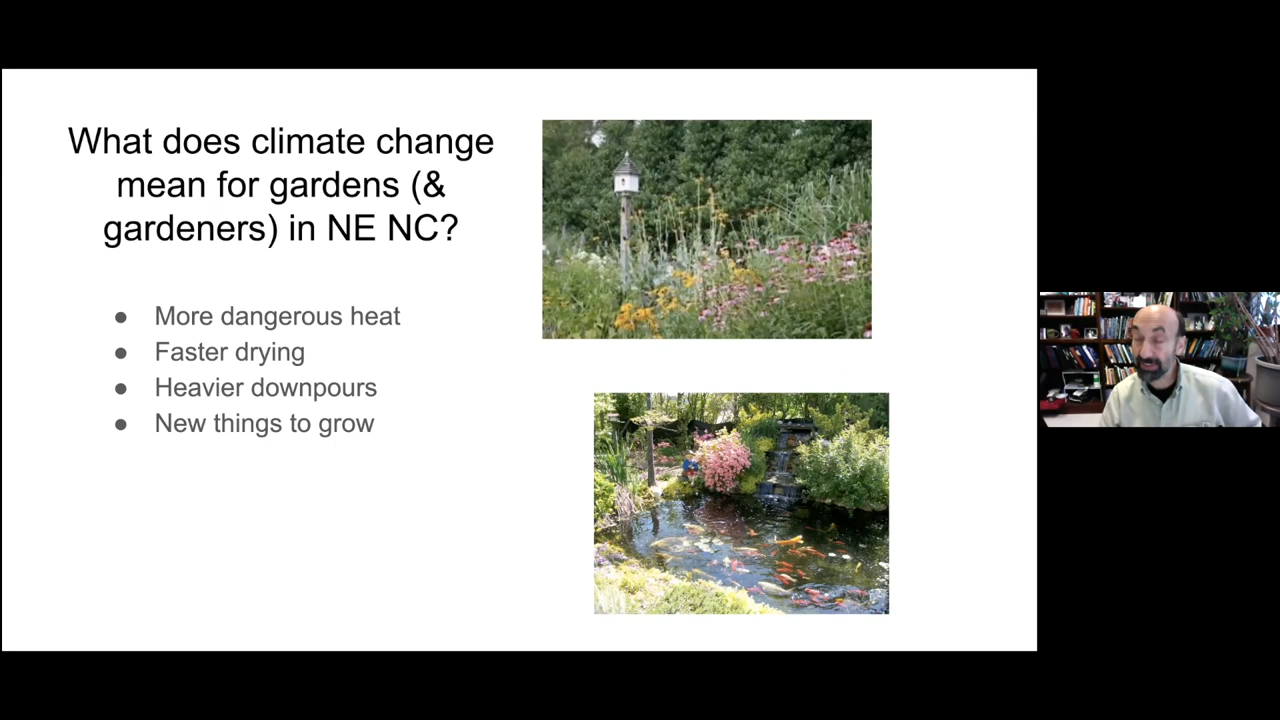 What does climate change
mean for gardens (&
gardeners) in NE NC?
● More dangerous heat
● Faster drying
● Heavier downpours
● New things to grow